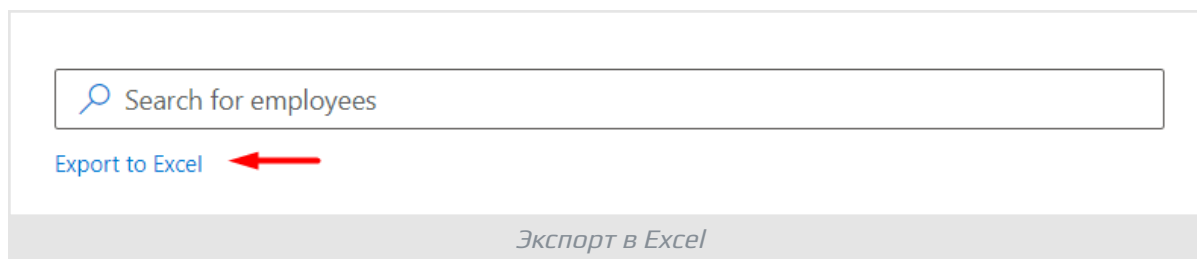 Search for employees
Export to Excel
Экспорт в Excel